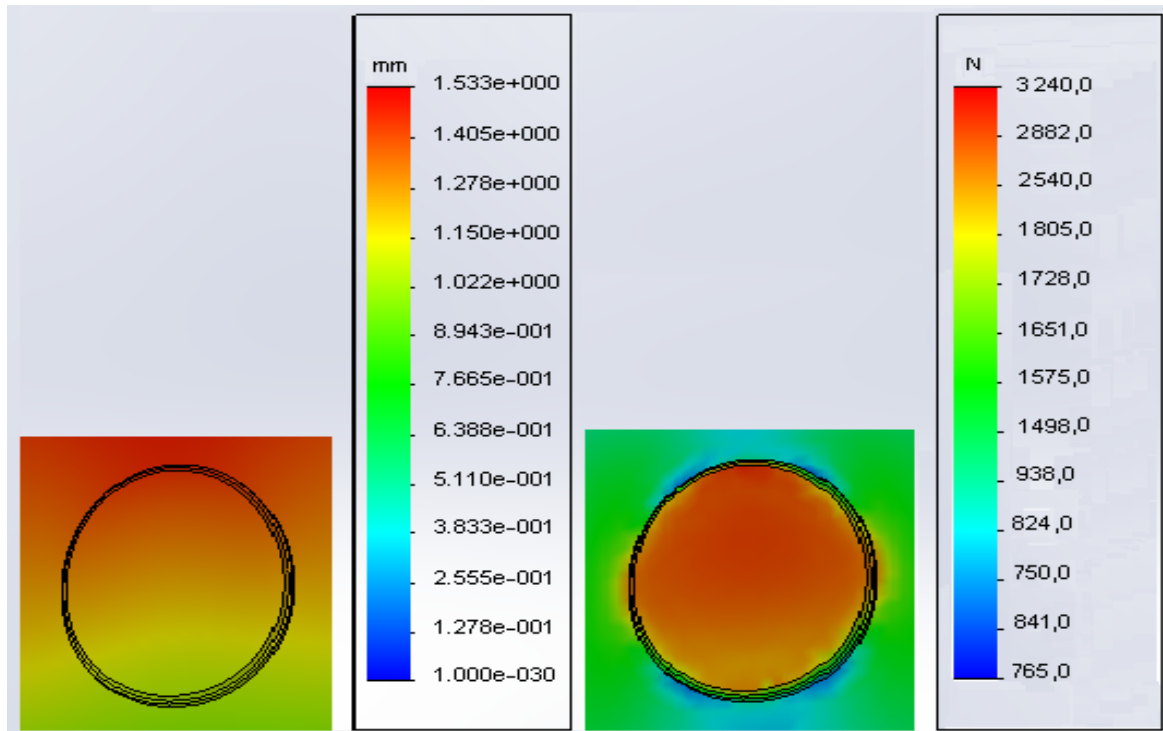 mm
1.533e+000
1.405e+000
1.278e+000
1.150e+000
1.022e+000
8.943e-001
7.665e-001
6.388e-001
5.110e-001
3.833e-001
2.555e-001
1.278e-001
1.000e-030
N
3 240,0
2882,0
2540,0
1805,0
1728,0
1651,0
1575,0
1498,0
938,0
824,0
750,0
841,0
765,0